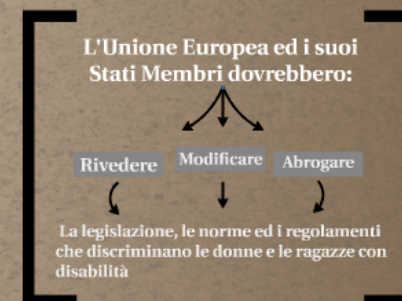 L'Unione Europea ed i suoi
Stati Membri dovrebbero:
Rivedere Modificare Abrogare
La legislazione, le norme ed i regolamenti
che discriminano le donne e le ragazze con
disabilità